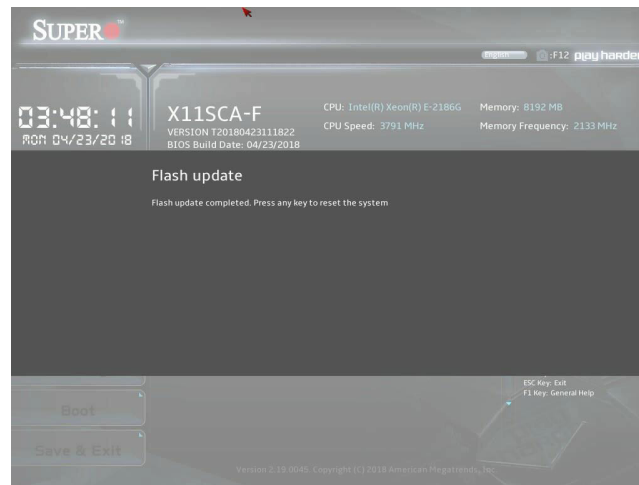 SUPER
English :F12 play harder
03:48:11
MON 04/23/2018
X11SCA-F
VERSION T20180423111822
BIOS Build Date: 04/23/2018
CPU: Intel(R) Xeon(R) E-2186G
CPU Speed: 3791 MHz
Memory: 8192 MB
Memory Frequency: 2133 MHz
Flash update
Flash update completed. Press any key to reset the system
ESC Key: Exit
F1 Key: General Help
Boot
Save & Exit
Version 2.19.0045. Copyright (C) 2018 American Megatrends, Inc.